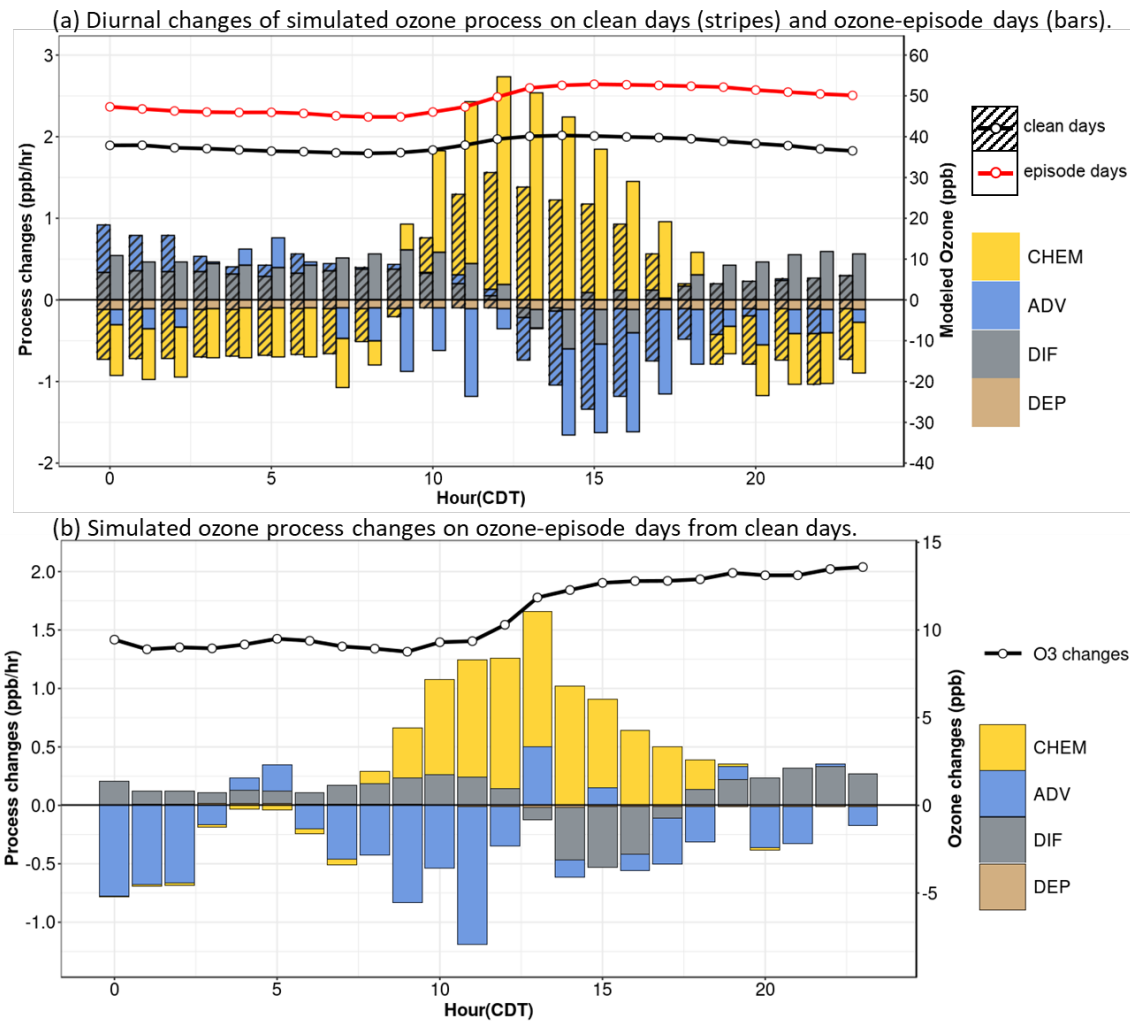 (a) Diurnal changes of simulated ozone process on clean days (stripes) and ozone-episode days (bars).
3
2
1
0
-1
-2
Process changes (ppb/hr)
60
50
40
30
20
10
0
-10
-20
-30
-40
Modeled Ozone (ppb)
0 5 10 15 20
Hour(CDT)
clean days
episode days
CHEM
ADV
DIF
DEP
(b) Simulated ozone process changes on ozone-episode days from clean days.
2.0
1.5
1.0
0.5
0.0
-0.5
-1.0
Process changes (ppb/hr)
15
10
5
0
-5
Ozone changes (ppb)
0 5 10 15 20
Hour(CDT)
O3 changes
CHEM
ADV
DIF
DEP